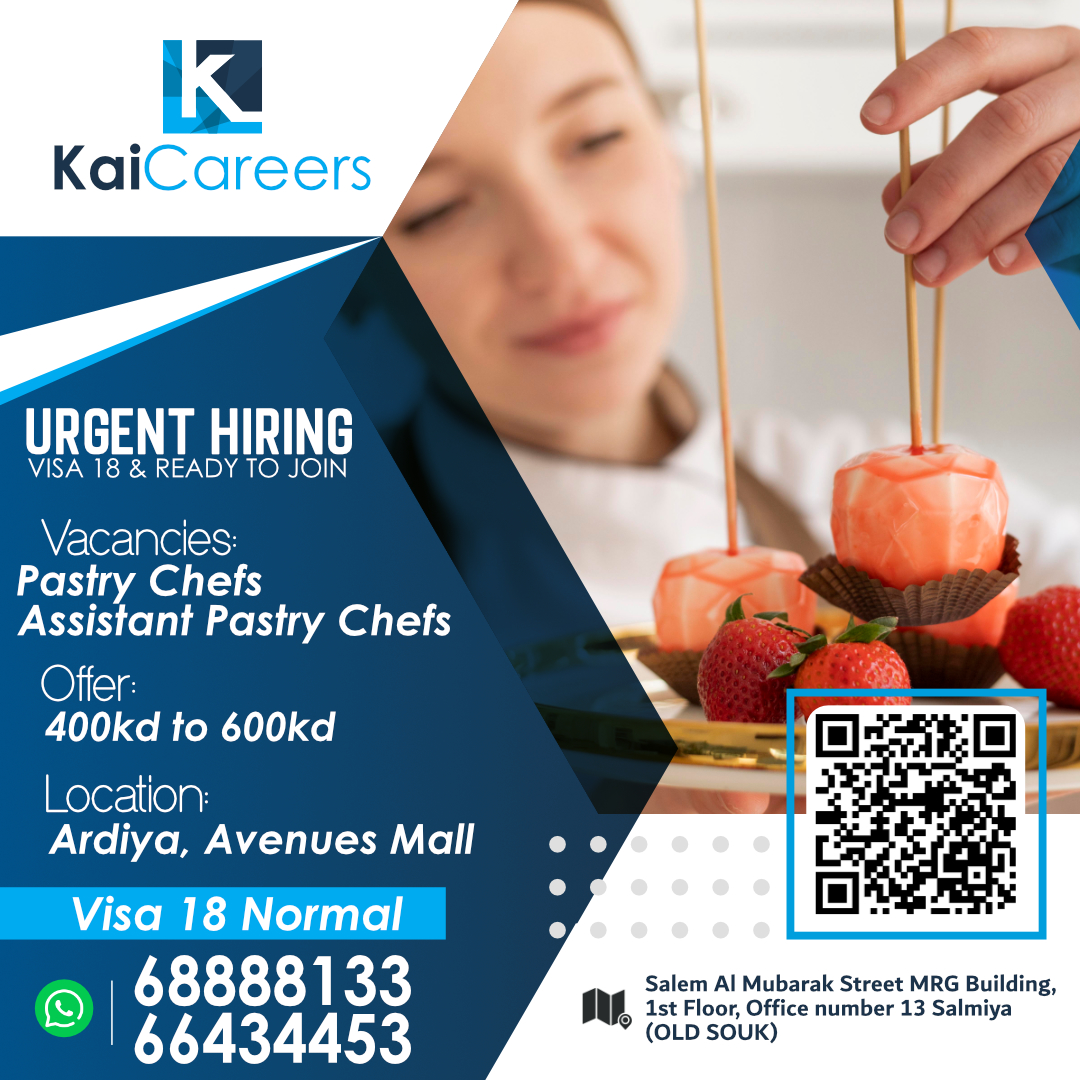 K
KaiCareers
URGENT HIRING
VISA 18 & READY TO JOIN
Vacancies:
Pastry Chefs
Assistant Pastry Chefs
Offer:
400kd to 600kd
Location:
Ardiya, Avenues Mall
Visa 18 Normal
68888133
66434453
Salem Al Mubarak Street MRG Building,
1st Floor, Office number 13 Salmiya
(OLD SOUK)